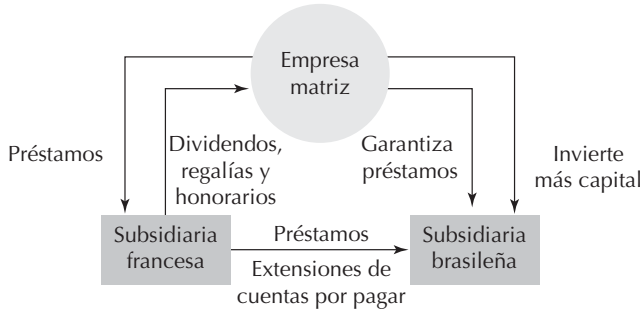 Empresa
matriz
Préstamos
Dividendos,
regalías y
honorarios
Garantiza
préstamos
Invierte
más capital
Subsidiaria
francesa
Préstamos
Extensiones de
cuentas por pagar
Subsidiaria
brasileña